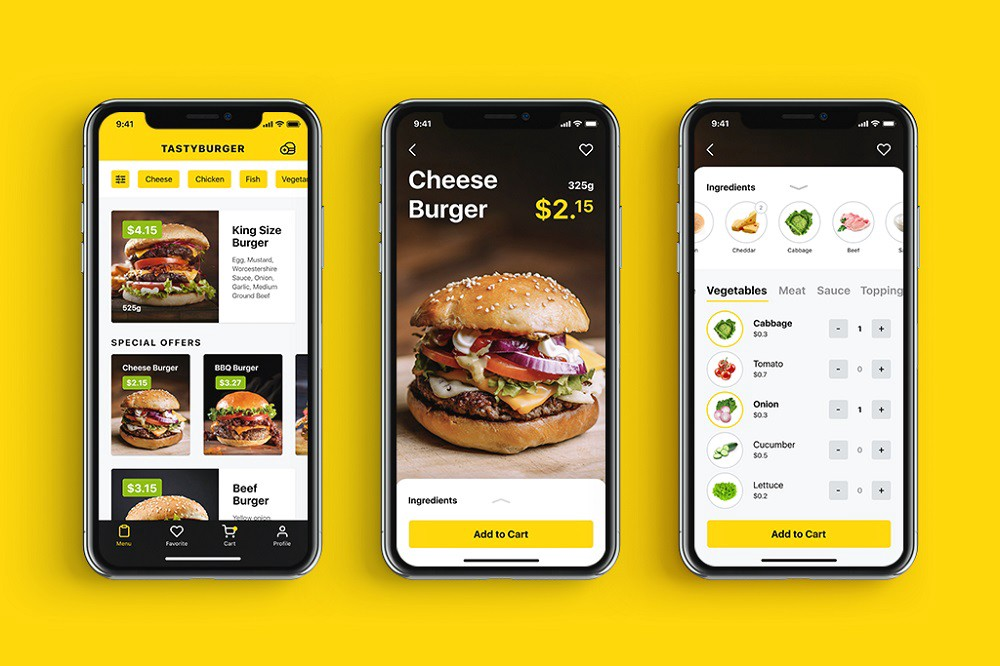 9:41
TASTYBURGER
Cheese
Chicken
Fish
Vegetar
$4.15
525g
King Size
Burger
Egg, Mustard,
Worcestershire
Sauce, Onion,
Garlic, Medium
Ground Beef
SPECIAL OFFERS
Cheese Burger
$2.15
BBQ Burger
$3.27
$3.15
Beef
Burger
Yellow onion
Menu
Favorite
Cart
Profile
9:41
Cheese
Burger
325g
$2.15
Ingredients
Add to Cart
9:41
Ingredients
2
Cheddar
Cabbage
Beef
Vegetables Meat Sauce Topping
Cabbage
$0.3
- 1 +
Tomato
$0.7
- 0 +
Onion
$0.3
- 1 +
Cucumber
$0.5
- 0 +
Lettuce
$0.2
- 0 +
Add to Cart